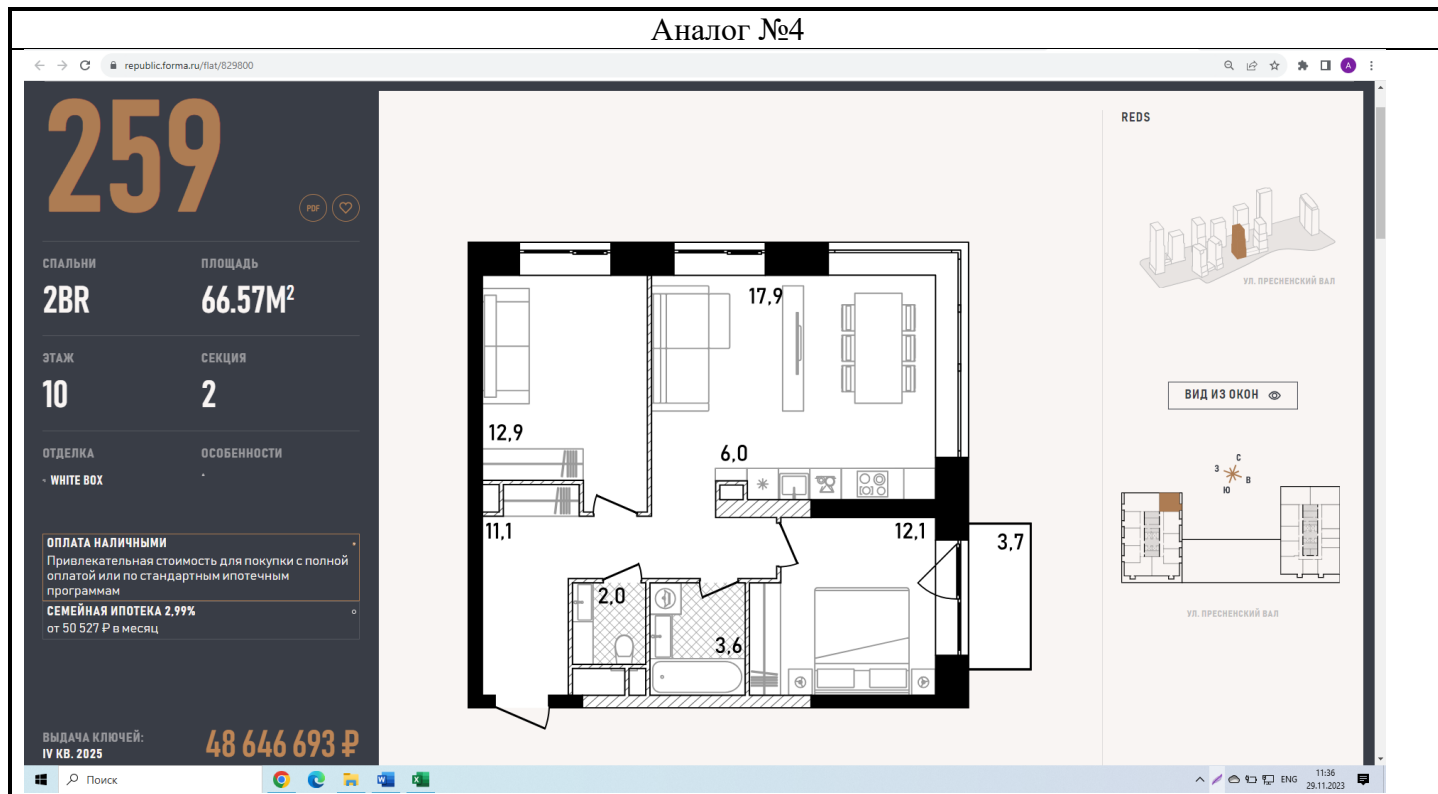 Аналог №4
republic.forma.ru/flat/829800
A
259
PDF
СПАЛЬНИ
ПЛОЩАДЬ
2BR
66.57М²
ЭТАЖ
СЕКЦИЯ
10
2
ОТДЕЛКА
ОСОБЕННОСТИ
WHITE BOX
ОПЛАТА НАЛИЧНЫМИ
Привлекательная стоимость для покупки с полной
оплатой или по стандартным ипотечным
программам
СЕМЕЙНАЯ ИПОТЕКА 2,99%
от 50 527 ₽ в месяц
ВЫДАЧА КЛЮЧЕЙ:
IV КВ. 2025
48 646 693 ₽
17,9
12,9
6,0
11,1
12,1
3,7
2,0
3,6
REDS
УЛ. ПРЕСНЕНСКИЙ ВАЛ
ВИД ИЗ ОКОН
С
З
В
Ю
УЛ. ПРЕСНЕНСКИЙ ВАЛ
Поиск
ENG
11:36
29.11.2023